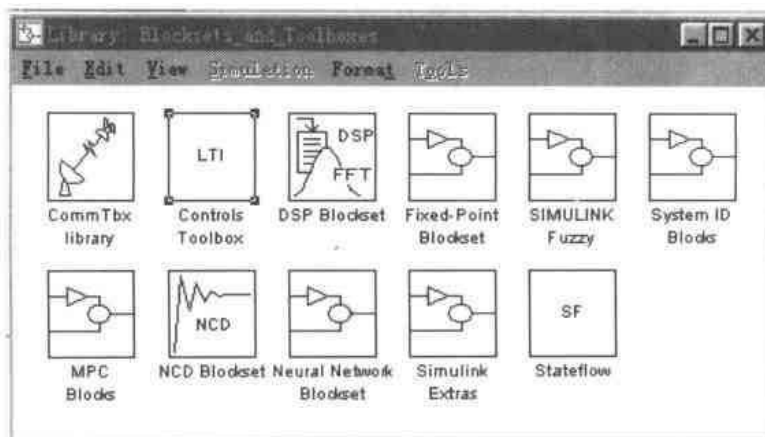 Library: Blocksets_and_Toolboxes
File Edit View Simulation Format Tools
LTI
DSP
FFT
CommTbx library
Controls Toolbox
DSP Blockset
Fixed-Point Blockset
SIMULINK Fuzzy
System ID Blocks
NCD
SF
MPC Blocks
NCD Blockset
Neural Network Blockset
Simulink Extras
Stateflow